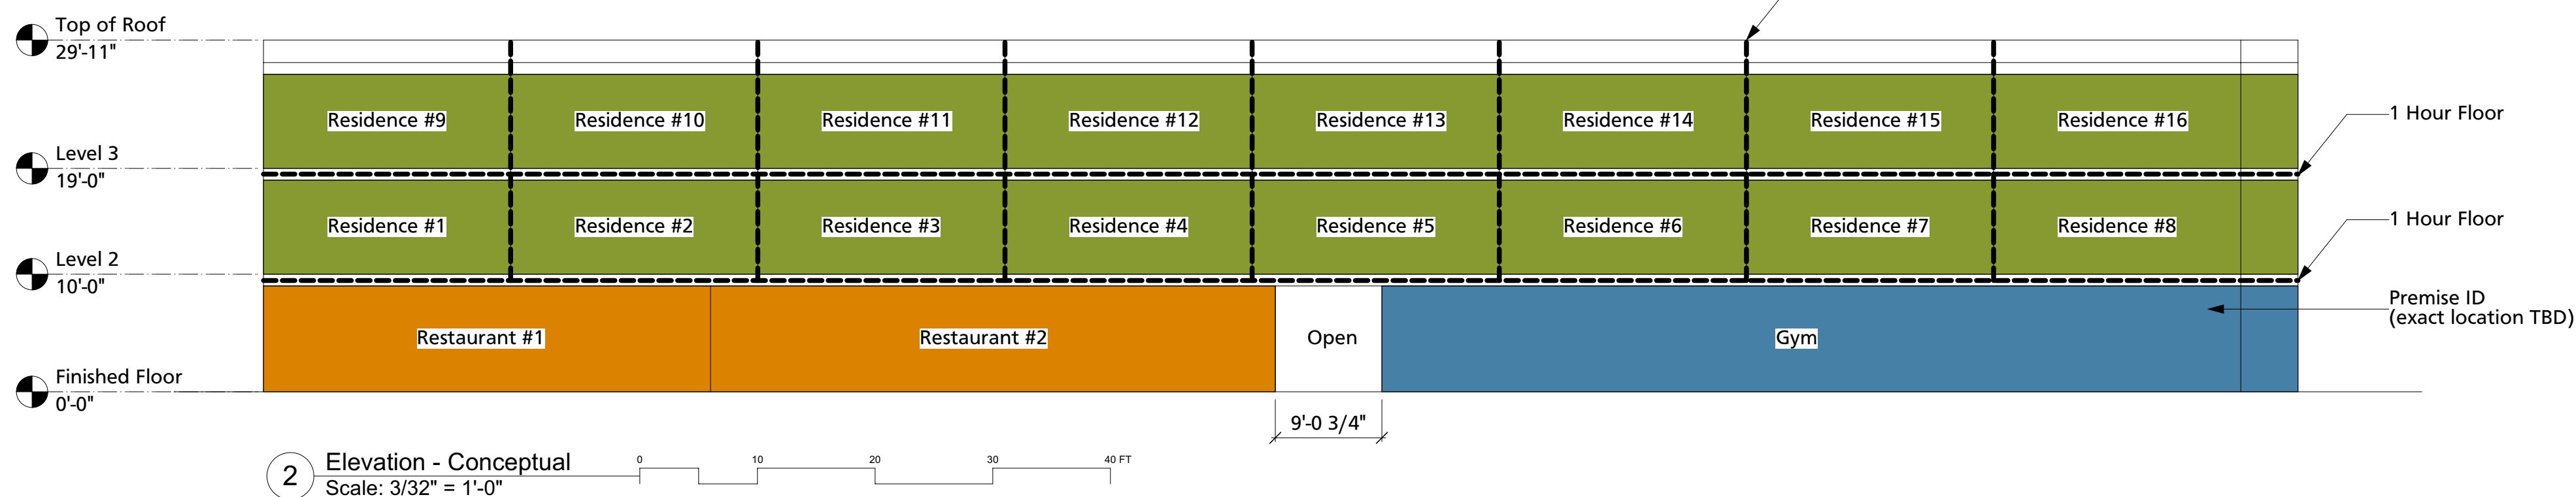 Top of Roof
29'-11"
Residence #9
Residence #10
Residence #11
Residence #12
Residence #13
Residence #14
Residence #15
Residence #16
1 Hour Floor
Level 3
19'-0"
Residence #1
Residence #2
Residence #3
Residence #4
Residence #5
Residence #6
Residence #7
Residence #8
1 Hour Floor
Level 2
10'-0"
Premise ID
(exact location TBD)
Restaurant #1
Restaurant #2
Open
Gym
Finished Floor
0'-0"
9'-0 3/4"
2
Elevation - Conceptual
Scale: 3/32" = 1'-0"
0
10
20
30
40 FT